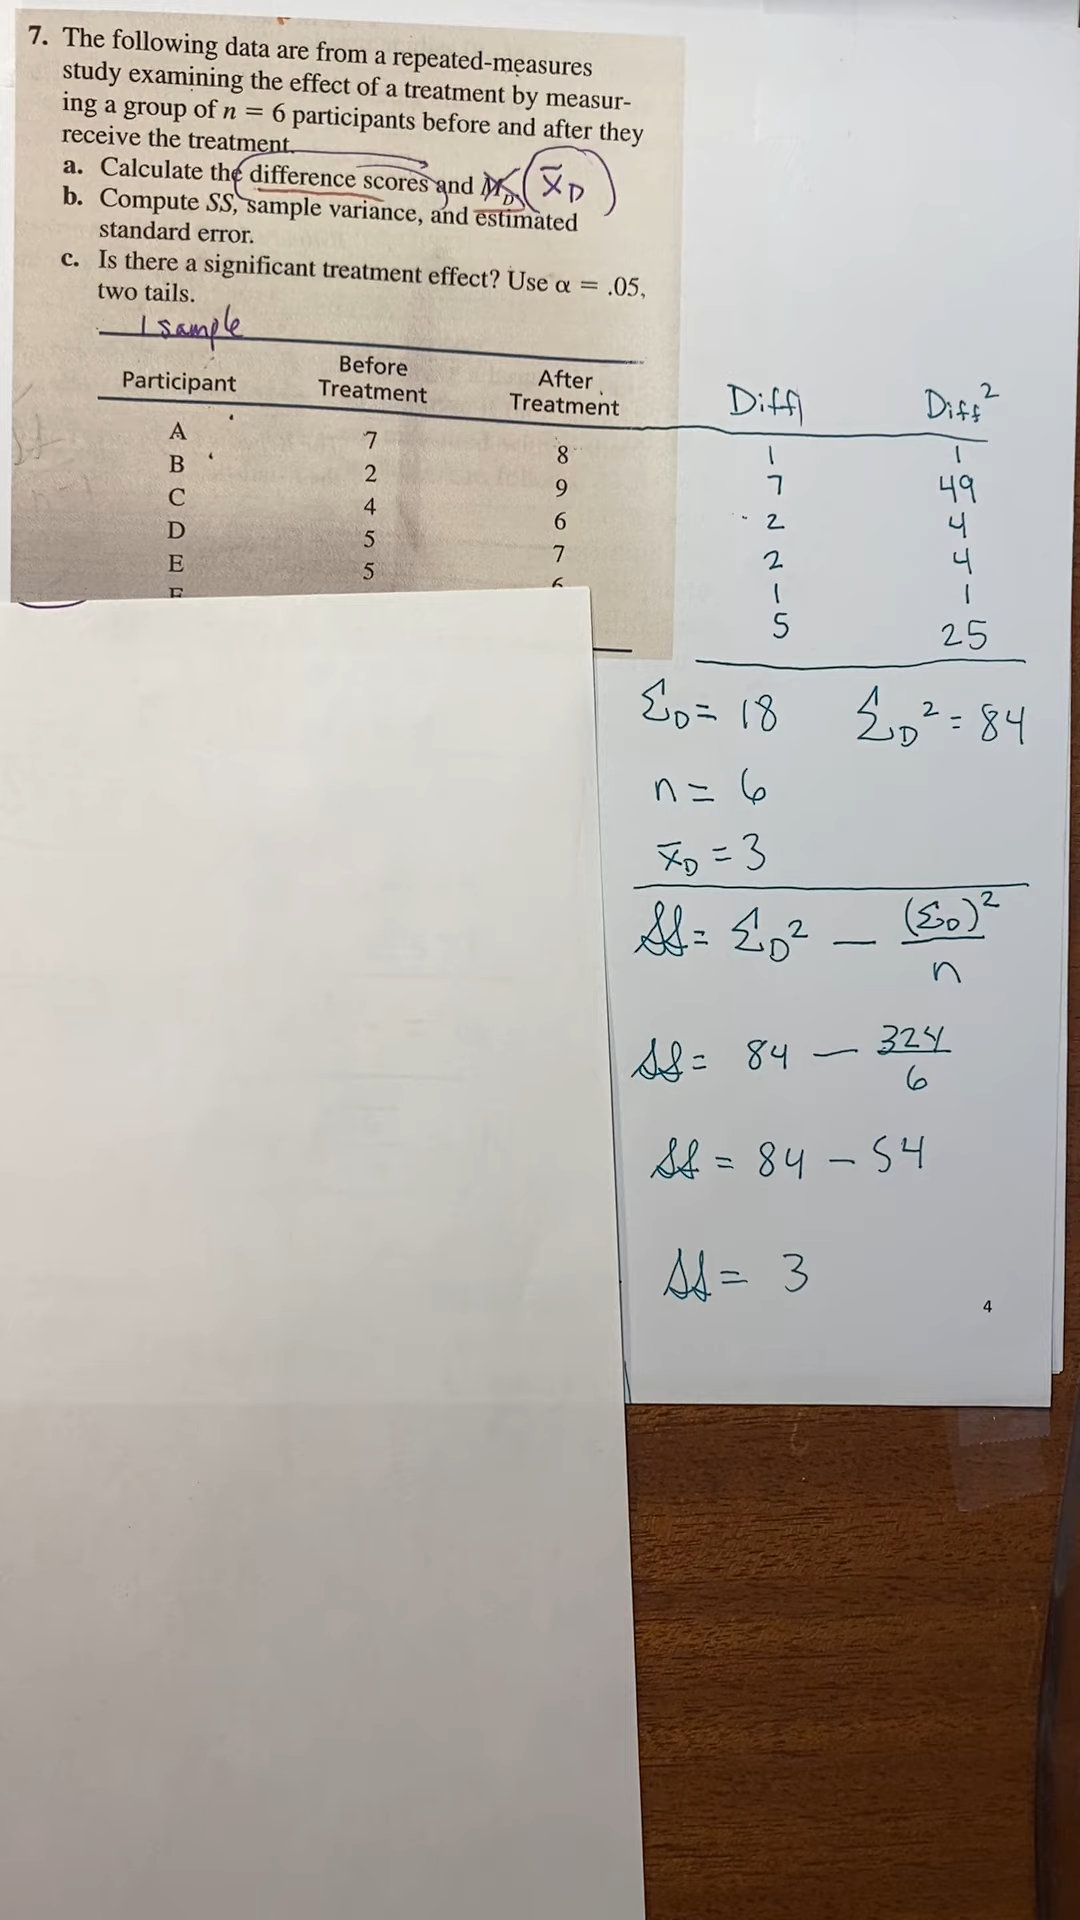 7. The following data are from a repeated-measures
study examining the effect of a treatment by measur-
ing a group of n = 6 participants before and after they
receive the treatment.
a. Calculate the difference scores and M_D (x̄_D)
b. Compute SS, sample variance, and estimated
standard error.
c. Is there a significant treatment effect? Use α = .05,
two tails.
1 sample
Participant Before Treatment After Treatment Diff Diff²
A 7 8 1 1
B 2 9 7 49
C 4 6 2 4
D 5 7 2 4
E 5 6 1 1
F 5 25
Σ_D = 18 Σ_D² = 84
n = 6
x̄_D = 3
SS = Σ_D² − (Σ_D)² / n
SS = 84 − 324 / 6
SS = 84 − 54
SS = 3
4